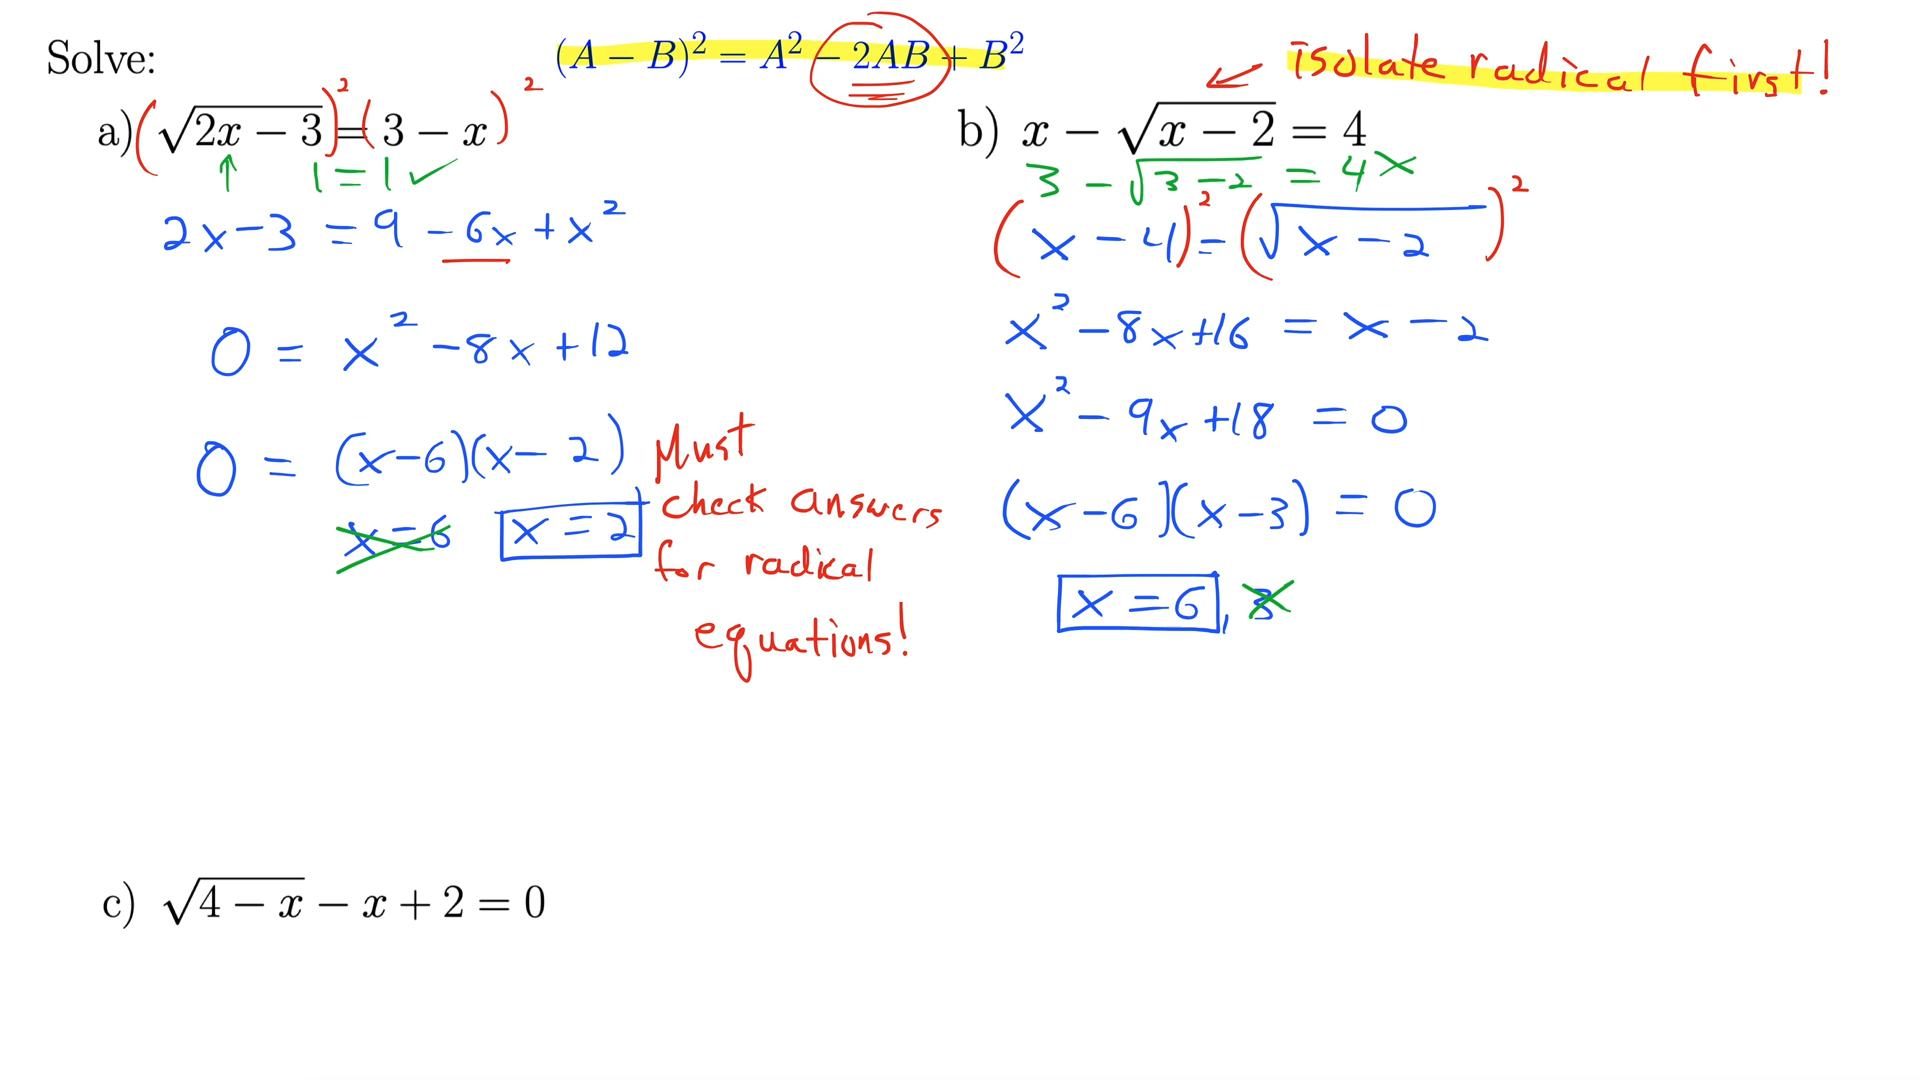 Solve:
(A − B)² = A² − 2AB + B²
isolate radical first!
a) (√(2x − 3))² = (3 − x)²
1 = 1 ✓
2x − 3 = 9 − 6x + x²
0 = x² − 8x + 12
0 = (x − 6)(x − 2)
x = 6 x = 2
Must
check answers
for radical
equations!
b) x − √(x − 2) = 4
3 − √(3 − 2) = 4 ×
(x − 4)² = (√(x − 2))²
x² − 8x + 16 = x − 2
x² − 9x + 18 = 0
(x − 6)(x − 3) = 0
x = 6, 3
c) √(4 − x) − x + 2 = 0